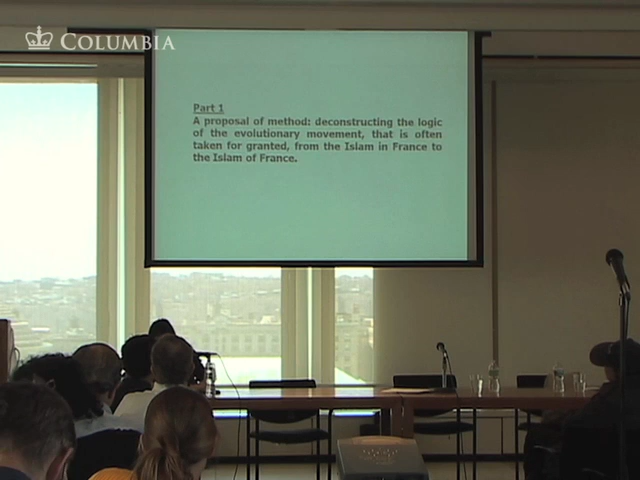 COLUMBIA
Part 1
A proposal of method: deconstructing the logic
of the evolutionary movement, that is often
taken for granted, from the Islam in France to
the Islam of France.